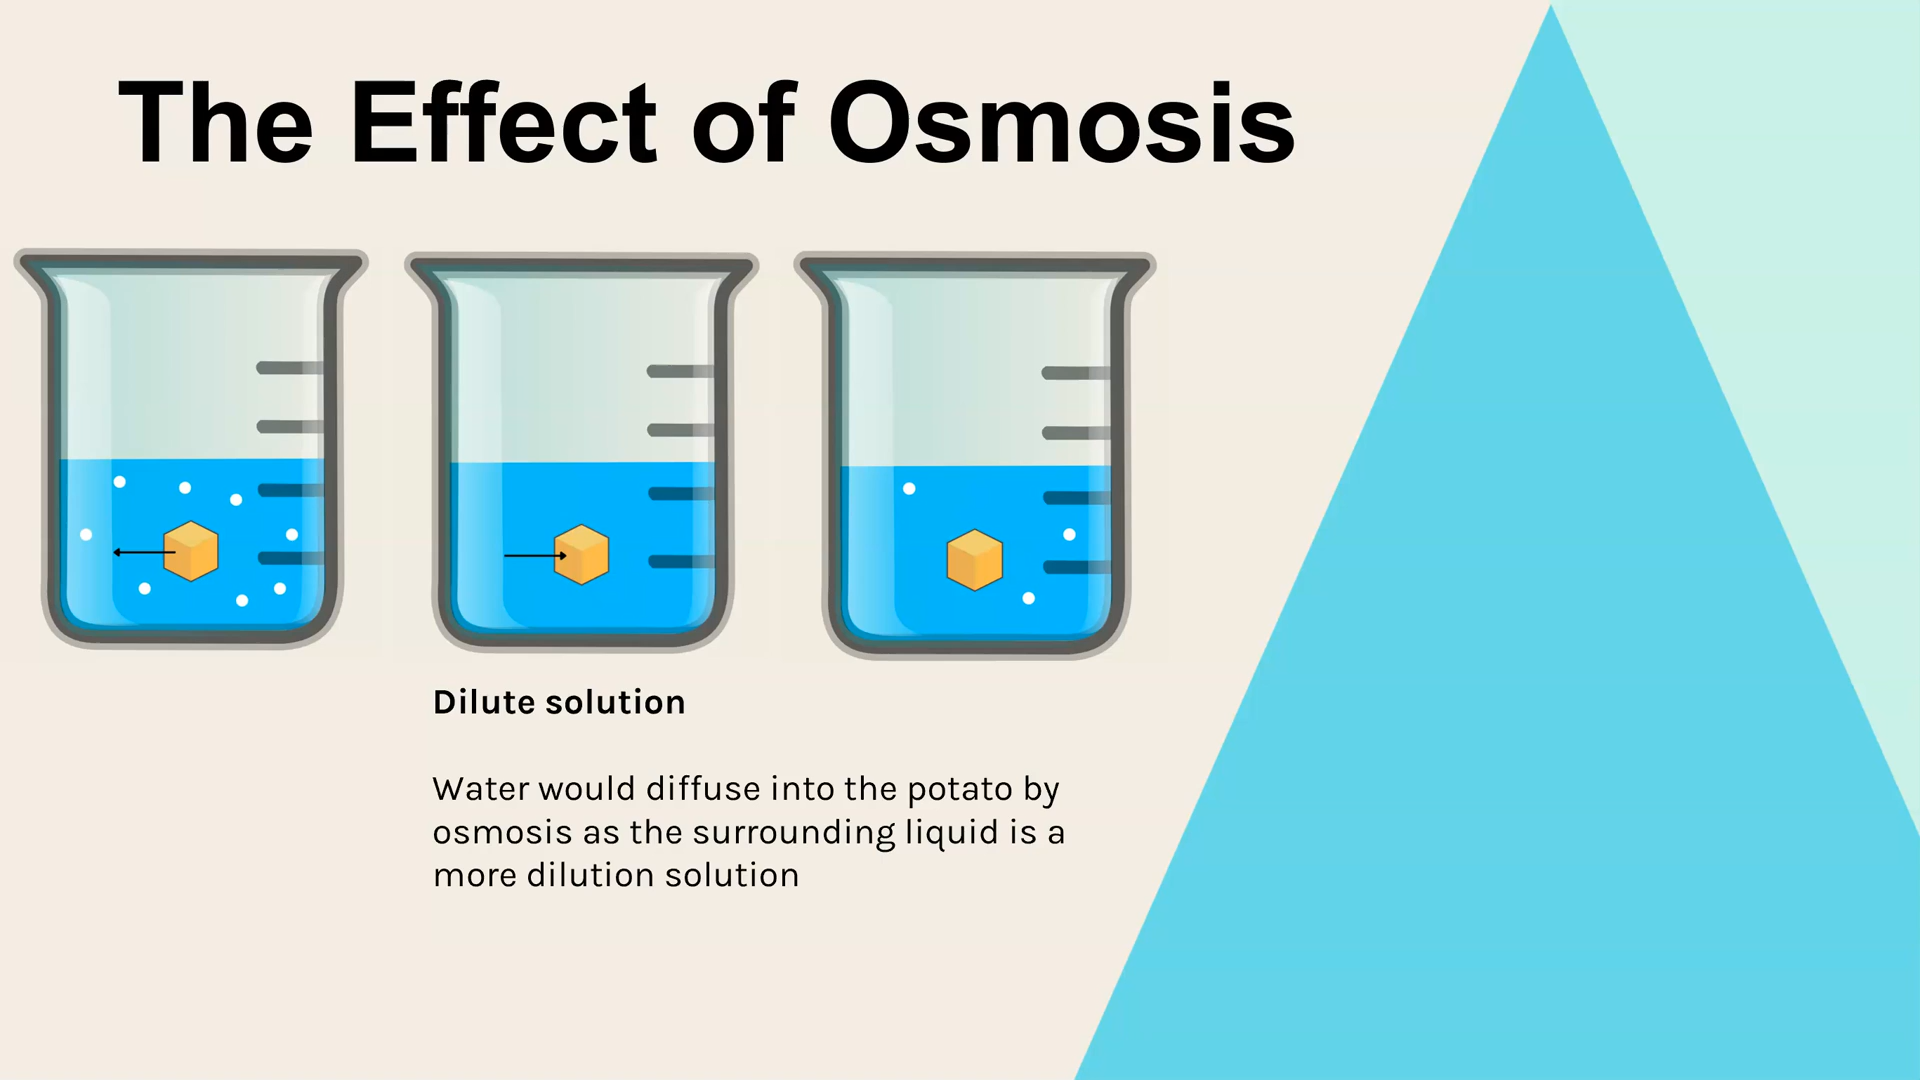 The Effect of Osmosis
Dilute solution
Water would diffuse into the potato by
osmosis as the surrounding liquid is a
more dilution solution